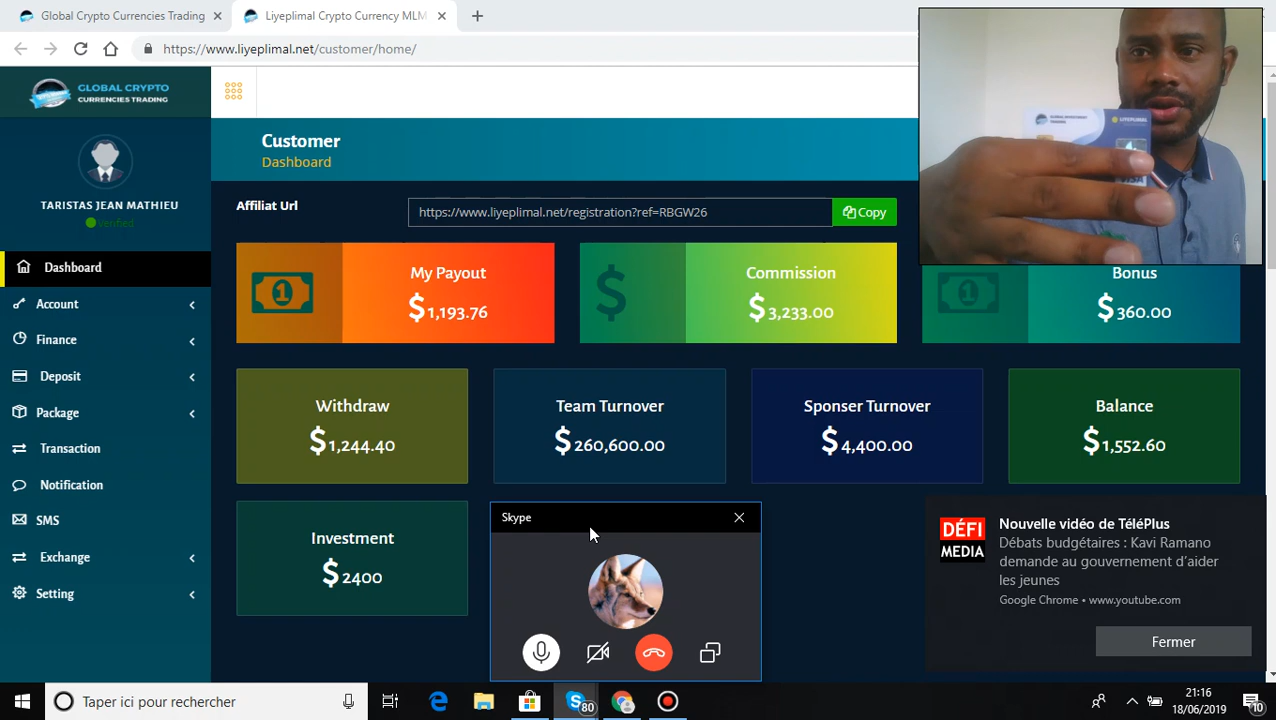 Global Crypto Currencies Trading
Liyeplimal Crypto Currency MLM
https://www.liyeplimal.net/customer/home/
GLOBAL CRYPTO
CURRENCIES TRADING
TARISTAS JEAN MATHIEU
Verified
Dashboard
Account
Finance
Deposit
Package
Transaction
Notification
SMS
Exchange
Setting
Customer
Dashboard
Affiliat Url
https://www.liyeplimal.net/registration?ref=RBGW26
Copy
My Payout
$1,193.76
Commission
$3,233.00
Bonus
$360.00
Withdraw
$1,244.40
Team Turnover
$260,600.00
Sponser Turnover
$4,400.00
Balance
$1,552.60
Investment
$2400
Skype
DÉFI
MEDIA
Nouvelle vidéo de TéléPlus
Débats budgétaires : Kavi Ramano
demande au gouvernement d'aider
les jeunes
Google Chrome • www.youtube.com
Fermer
LIYEPLIMAL
VISA
Taper ici pour rechercher
80
21:16
18/06/2019
10